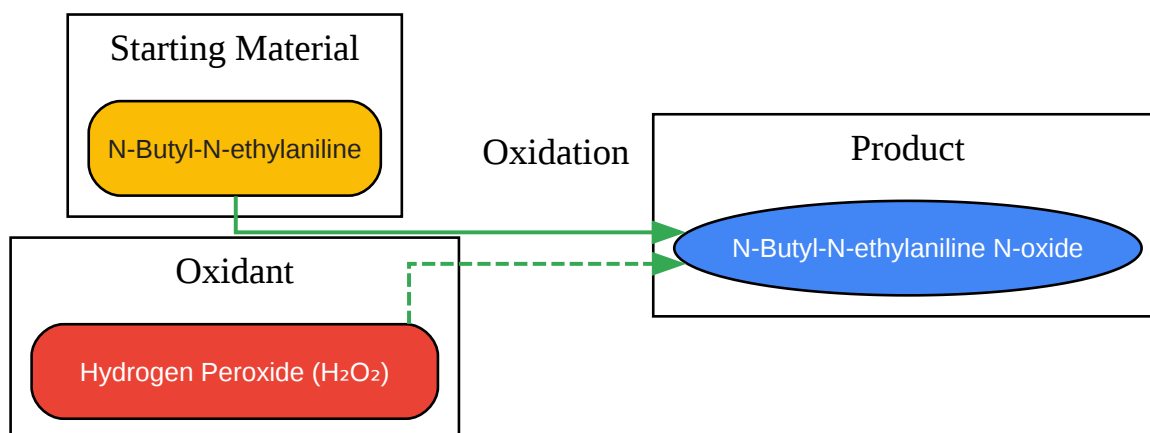 Starting Material
N-Butyl-N-ethylaniline
Oxidation
Product
N-Butyl-N-ethylaniline N-oxide
Oxidant
Hydrogen Peroxide (H₂O₂)